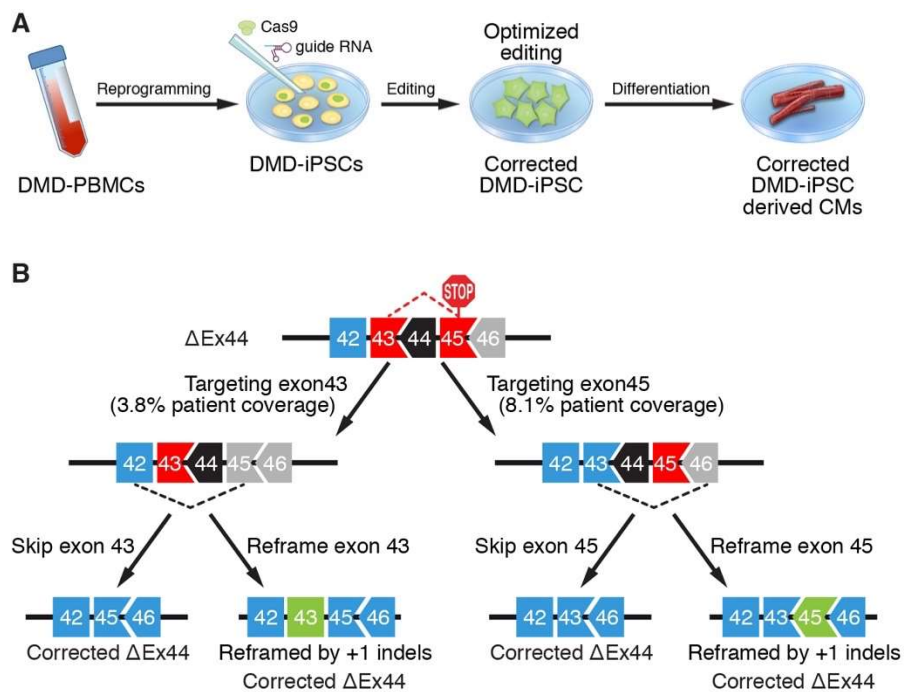 A
Cas9
guide RNA
Optimized
editing
Reprogramming
Editing
Differentiation
DMD-PBMCs
DMD-iPSCs
Corrected
DMD-iPSC
Corrected
DMD-iPSC
derived CMs
B
STOP
ΔEx44
42 43 44 45 46
Targeting exon43
(3.8% patient coverage)
Targeting exon45
(8.1% patient coverage)
42 43 44 45 46
42 43 44 45 46
Skip exon 43
Reframe exon 43
Skip exon 45
Reframe exon 45
42 45 46
42 43 45 46
42 43 46
42 43 45 46
Corrected ΔEx44
Reframed by +1 indels
Corrected ΔEx44
Corrected ΔEx44
Reframed by +1 indels
Corrected ΔEx44